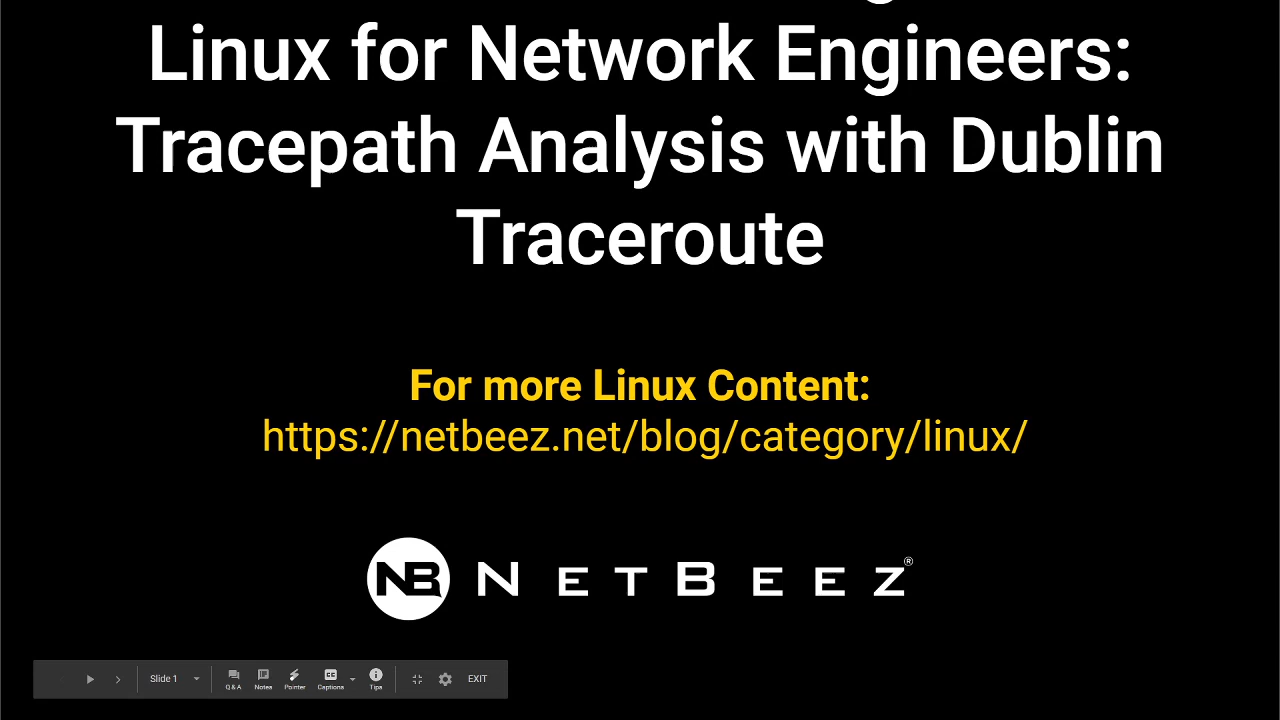 Linux for Network Engineers:
Tracepath Analysis with Dublin
Traceroute
For more Linux Content:
https://netbeez.net/blog/category/linux/
NB NETBEEZ®
Slide 1
Q&A Notes Pointer Captions Tips
EXIT